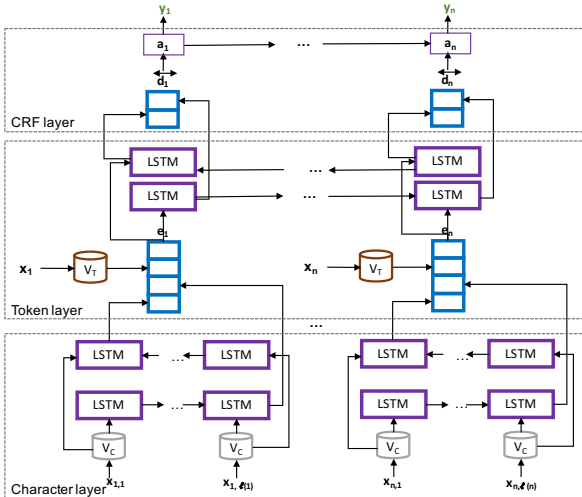 y1 yn
a1 ... an
d1 dn
CRF layer
LSTM ... LSTM
LSTM ... LSTM
e1 en
x1 VT xn VT
Token layer
...
LSTM ... LSTM LSTM ... LSTM
LSTM ... LSTM LSTM ... LSTM
VC VC VC VC
x1,1 x1,ℓ(1) xn,1 xn,ℓ(n)
Character layer